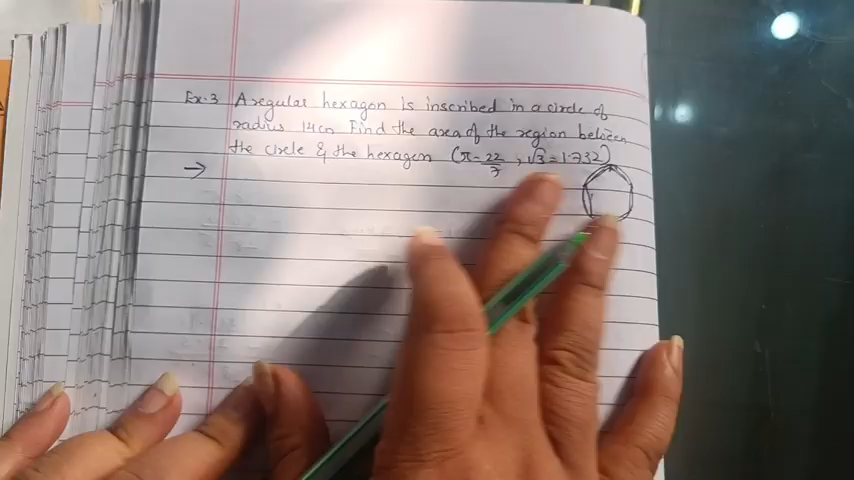 Ex.3 A regular hexagon is inscribed in a circle of
radius 14cm Find the area of the region between
the circle & the hexagon (π = 22/7, √3 = 1.732)
→